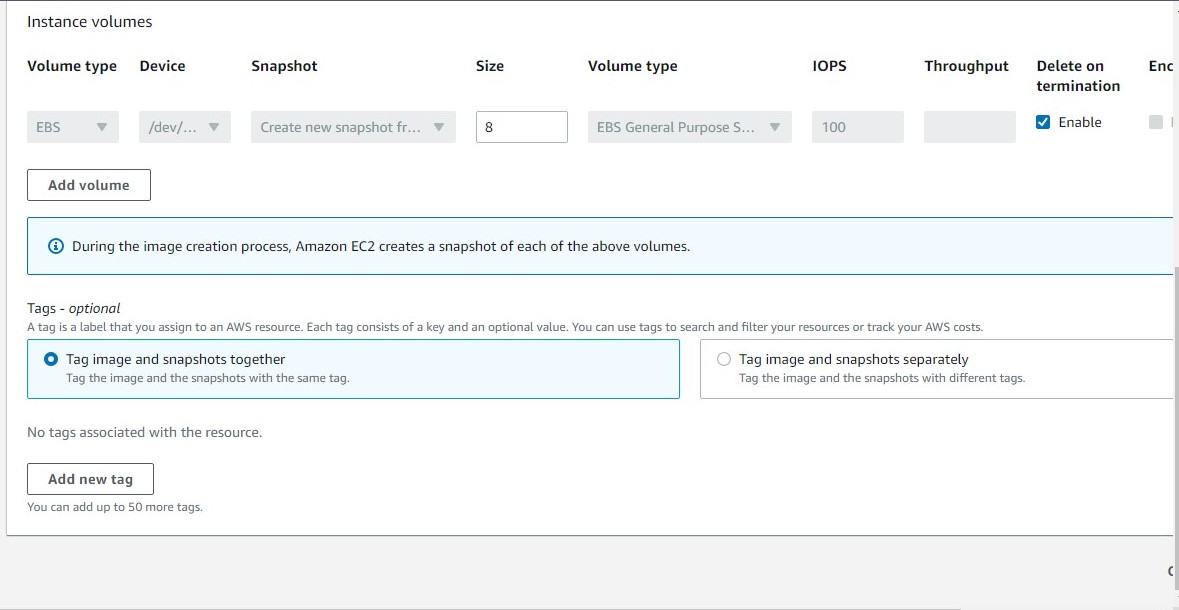 Instance volumes
Volume type Device Snapshot Size Volume type IOPS Throughput Delete on termination Enc
EBS /dev/... Create new snapshot fr... 8 EBS General Purpose S... 100 Enable
Add volume
During the image creation process, Amazon EC2 creates a snapshot of each of the above volumes.
Tags - optional
A tag is a label that you assign to an AWS resource. Each tag consists of a key and an optional value. You can use tags to search and filter your resources or track your AWS costs.
Tag image and snapshots together
Tag the image and the snapshots with the same tag.
Tag image and snapshots separately
Tag the image and the snapshots with different tags.
No tags associated with the resource.
Add new tag
You can add up to 50 more tags.